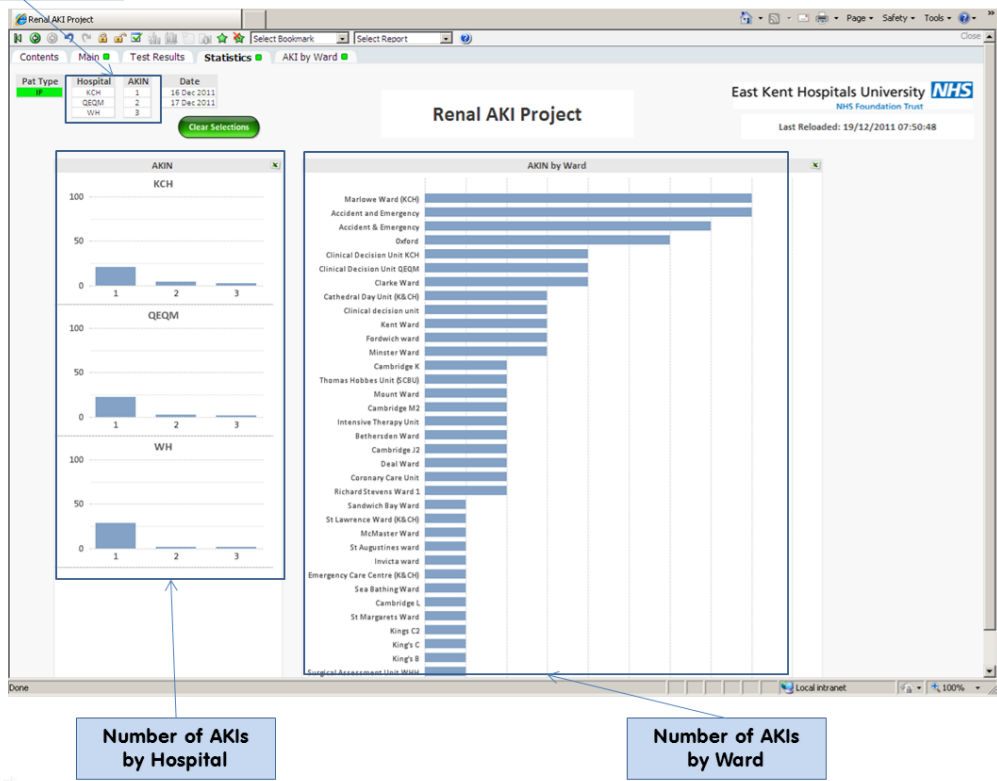 Renal AKI Project
Page Safety Tools
Select Bookmark Select Report Close
Contents Main Test Results Statistics AKI by Ward
Pat Type Hospital AKIN Date
IP KCH 1 16 Dec 2011
QEQM 2 17 Dec 2011
WH 3
Clear Selections
Renal AKI Project
East Kent Hospitals University NHS
NHS Foundation Trust
Last Reloaded: 19/12/2011 07:50:48
AKIN
KCH
100
50
0
1 2 3
QEQM
100
50
0
1 2 3
WH
100
50
0
1 2 3
AKIN by Ward
Marlowe Ward (KCH)
Accident and Emergency
Accident & Emergency
Oxford
Clinical Decision Unit KCH
Clinical Decision Unit QEQM
Clarke Ward
Cathedral Day Unit (K&CH)
Clinical decision unit
Kent Ward
Fordwich ward
Minster Ward
Cambridge K
Thomas Hobbes Unit (SCBU)
Mount Ward
Cambridge M2
Intensive Therapy Unit
Bethersden Ward
Cambridge J2
Deal Ward
Coronary Care Unit
Richard Stevens Ward 1
Sandwich Bay Ward
St Lawrence Ward (K&CH)
McMaster Ward
St Augustines ward
Invicta ward
Emergency Care Centre (K&CH)
Sea Bathing Ward
Cambridge L
St Margarets Ward
Kings C2
King's C
King's B
Surgical Assessment Unit WHH
Done Local intranet 100%
Number of AKIs
by Hospital
Number of AKIs
by Ward